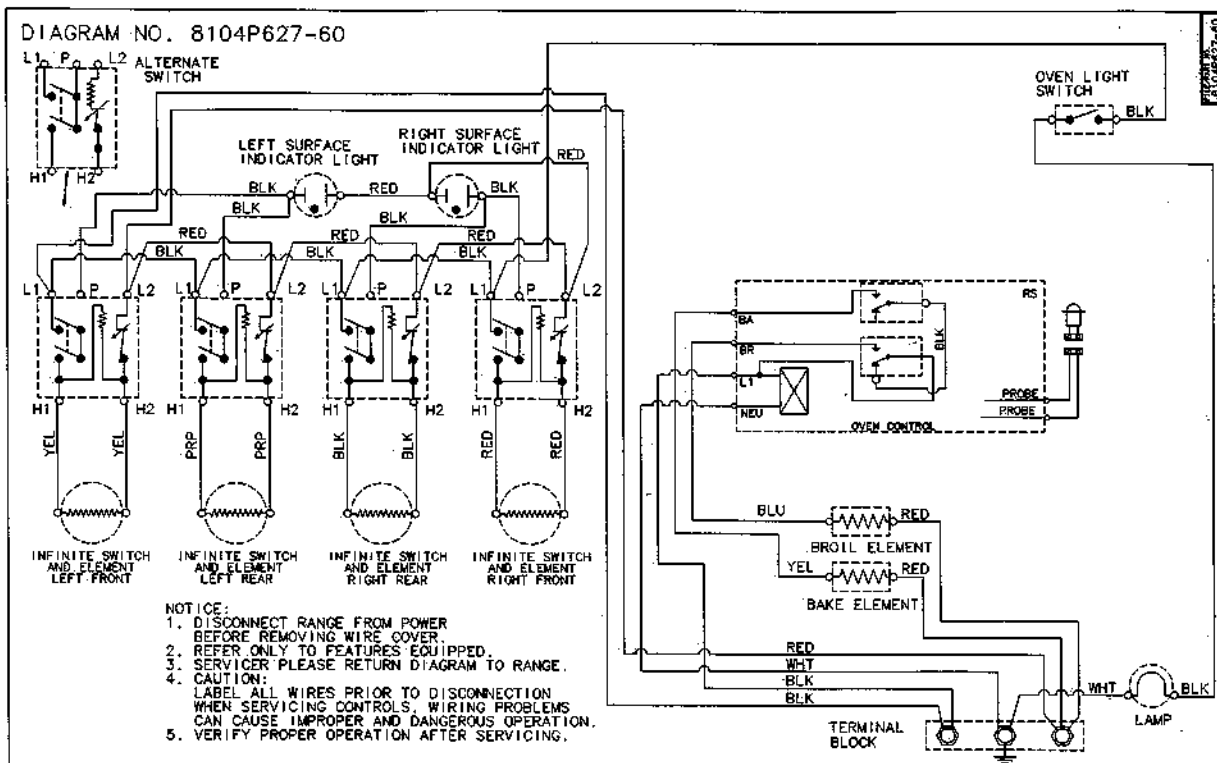 DIAGRAM NO. 8104P627-60
L1 P L2
ALTERNATE
SWITCH
H1 H2
OVEN LIGHT
SWITCH
BLK
LEFT SURFACE
INDICATOR LIGHT
RIGHT SURFACE
INDICATOR LIGHT
RED
BLK
RED
BLK
BLK
BLK
RED
BLK
RED
BLK
RED
BLK
L1 P L2
L1 P L2
L1 P L2
L1 P L2
H1 H2
H1 H2
H1 H2
H1 H2
YEL YEL
PRP PRP
BLK BLK
RED RED
INFINITE SWITCH
AND ELEMENT
LEFT FRONT
INFINITE SWITCH
AND ELEMENT
LEFT REAR
INFINITE SWITCH
AND ELEMENT
RIGHT REAR
INFINITE SWITCH
AND ELEMENT
RIGHT FRONT
RS
BA
BR
L1
NEU
BLK
PROBE
PROBE
OVEN CONTROL
BLU
RED
BROIL ELEMENT
YEL
RED
BAKE ELEMENT
RED
WHT
BLK
BLK
WHT
BLK
LAMP
TERMINAL
BLOCK
NOTICE:
1. DISCONNECT RANGE FROM POWER
BEFORE REMOVING WIRE COVER.
2. REFER ONLY TO FEATURES EQUIPPED.
3. SERVICER PLEASE RETURN DIAGRAM TO RANGE.
4. CAUTION:
LABEL ALL WIRES PRIOR TO DISCONNECTION
WHEN SERVICING CONTROLS. WIRING PROBLEMS
CAN CAUSE IMPROPER AND DANGEROUS OPERATION.
5. VERIFY PROPER OPERATION AFTER SERVICING.